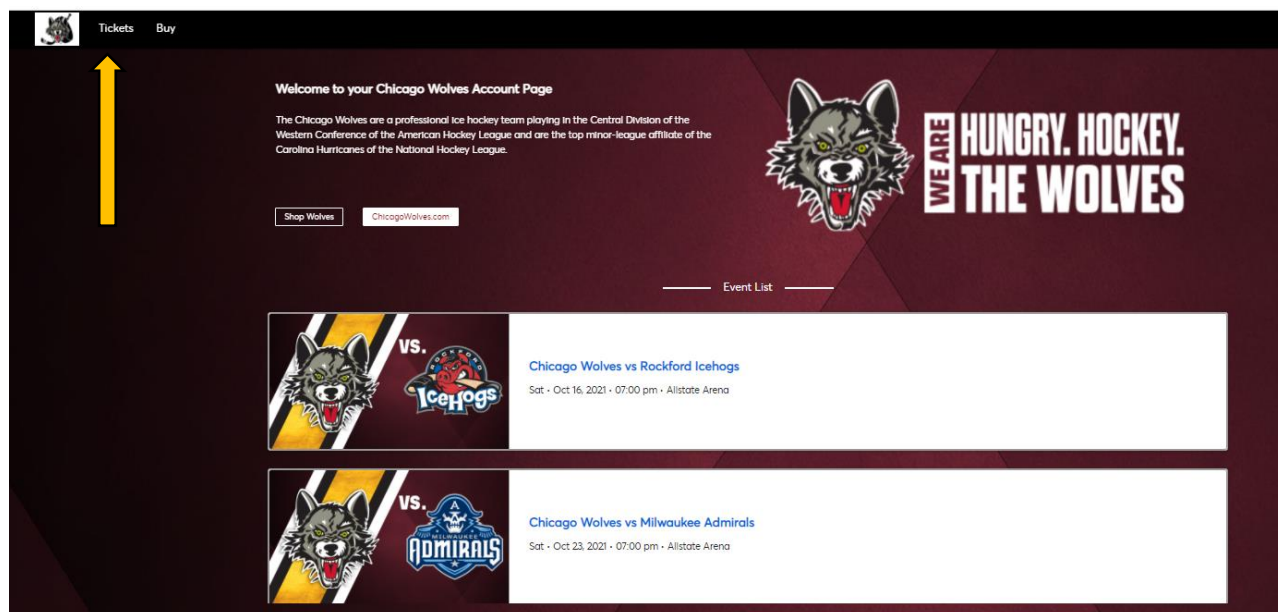 Tickets Buy
Welcome to your Chicago Wolves Account Page
The Chicago Wolves are a professional ice hockey team playing in the Central Division of the
Western Conference of the American Hockey League and are the top minor-league affiliate of the
Carolina Hurricanes of the National Hockey League.
WE ARE
HUNGRY. HOCKEY.
THE WOLVES
Shop Wolves ChicagoWolves.com
Event List
VS.
ROCKFORD
IceHogs
Chicago Wolves vs Rockford Icehogs
Sat • Oct 16, 2021 • 07:00 pm • Allstate Arena
VS.
A
MILWAUKEE
ADMIRALS
Chicago Wolves vs Milwaukee Admirals
Sat • Oct 23, 2021 • 07:00 pm • Allstate Arena